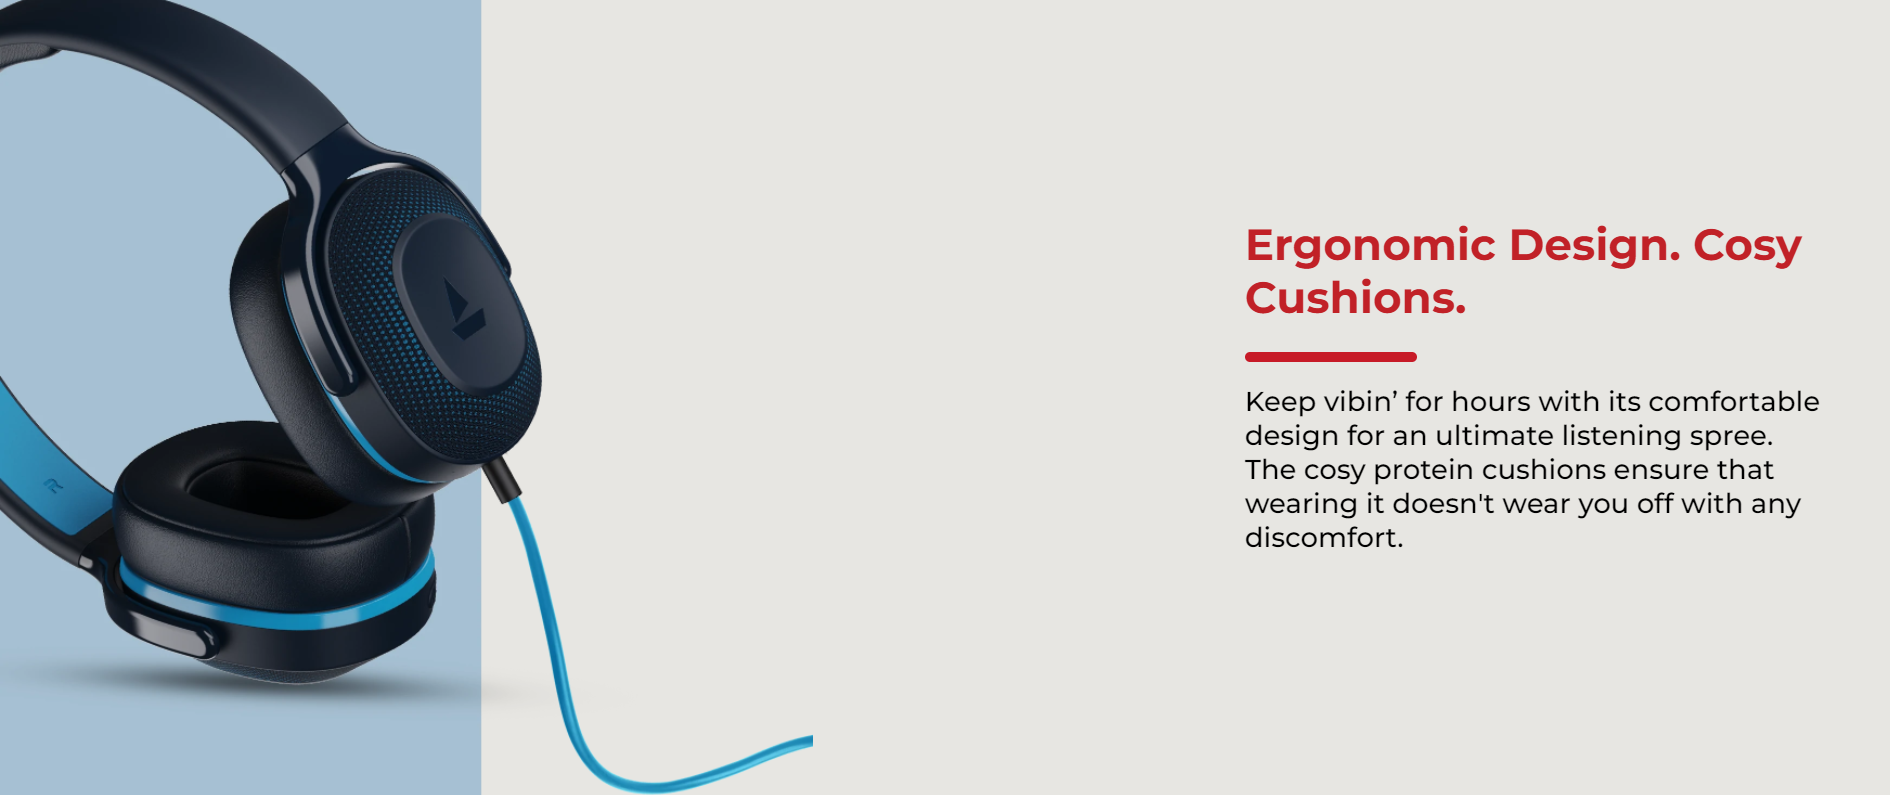 Ergonomic Design. Cosy
Cushions.
Keep vibin’ for hours with its comfortable
design for an ultimate listening spree.
The cosy protein cushions ensure that
wearing it doesn't wear you off with any
discomfort.
R